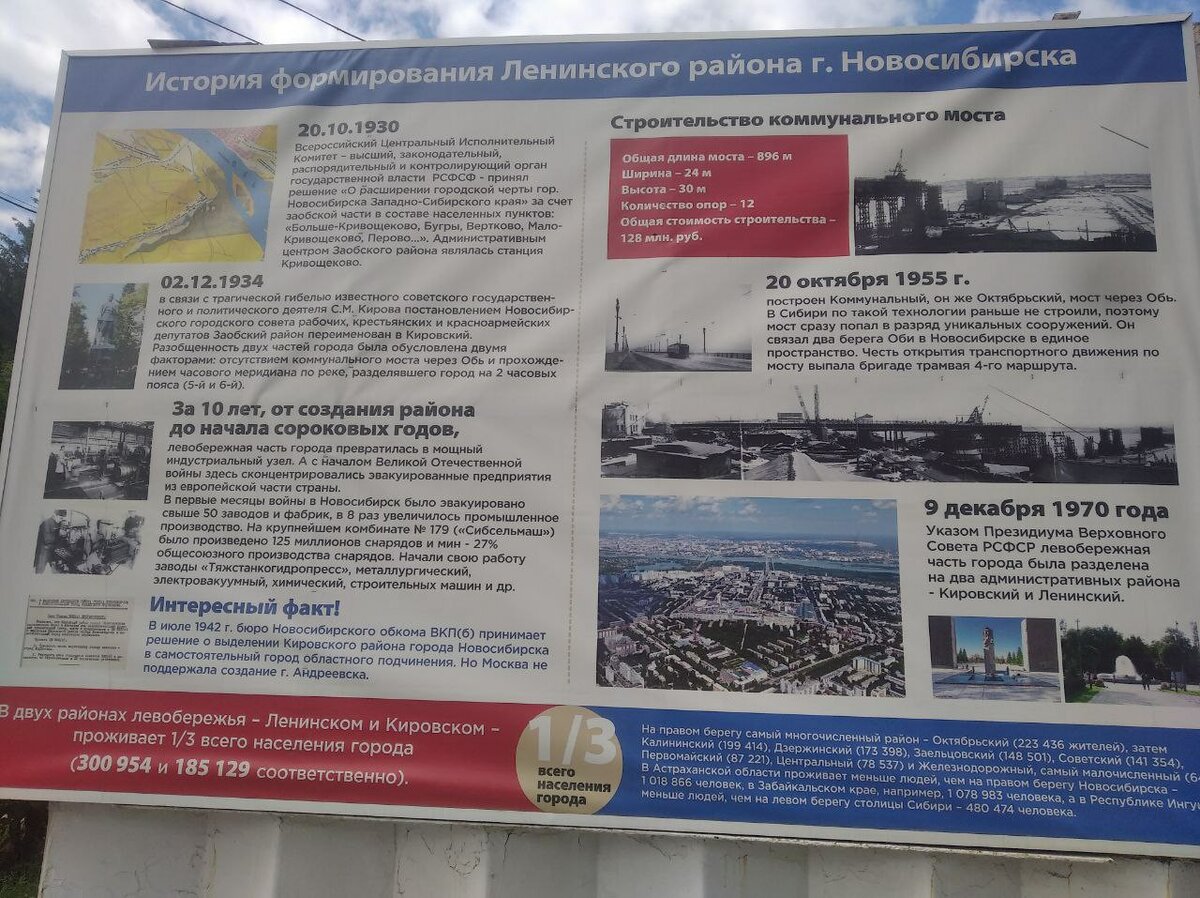 История формирования Ленинского района г. Новосибирска
20.10.1930
Всероссийский Центральный Исполнительный
Комитет – высший, законодательный,
распорядительный и контролирующий орган
государственной власти РСФСР - принял
решение «О расширении городской черты гор.
Новосибирска Западно-Сибирского края» за счет
заобской части в составе населенных пунктов:
«Больше-Кривощеково, Бугры, Вертково, Мало-
Кривощеково, Перово...». Административным
центром Заобского района являлась станция
Кривощеково.
02.12.1934
в связи с трагической гибелью известного советского государствен-
ного и политического деятеля С.М. Кирова постановлением Новосибир-
ского городского совета рабочих, крестьянских и красноармейских
депутатов Заобский район переименован в Кировский.
Разобщенность двух частей города была обусловлена двумя
факторами: отсутствием коммунального моста через Обь и прохожде-
нием часового меридиана по реке, разделявшего город на 2 часовых
пояса (5-й и 6-й).
За 10 лет, от создания района
до начала сороковых годов,
левобережная часть города превратилась в мощный
индустриальный узел. А с началом Великой Отечественной
войны здесь сконцентрировались эвакуированные предприятия
из европейской части страны.
В первые месяцы войны в Новосибирск было эвакуировано
свыше 50 заводов и фабрик, в 8 раз увеличилось промышленное
производство. На крупнейшем комбинате № 179 («Сибсельмаш»)
было произведено 125 миллионов снарядов и мин - 27%
общесоюзного производства снарядов. Начали свою работу
заводы «Тяжстанкогидропресс», металлургический,
электровакуумный, химический, строительных машин и др.
Интересный факт!
В июле 1942 г. бюро Новосибирского обкома ВКП(б) принимает
решение о выделении Кировского района города Новосибирска
в самостоятельный город областного подчинения. Но Москва не
поддержала создание г. Андреевска.
Строительство коммунального моста
Общая длина моста – 896 м
Ширина – 24 м
Высота – 30 м
Количество опор – 12
Общая стоимость строительства –
128 млн. руб.
20 октября 1955 г.
построен Коммунальный, он же Октябрьский, мост через Обь.
В Сибири по такой технологии раньше не строили, поэтому
мост сразу попал в разряд уникальных сооружений. Он
связал два берега Оби в Новосибирске в единое
пространство. Честь открытия транспортного движения по
мосту выпала бригаде трамвая 4-го маршрута.
9 декабря 1970 года
Указом Президиума Верховного
Совета РСФСР левобережная
часть города была разделена
на два административных района
- Кировский и Ленинский.
В двух районах левобережья – Ленинском и Кировском –
проживает 1/3 всего населения города
(300 954 и 185 129 соответственно).
1/3
всего
населения
города
На правом берегу самый многочисленный район – Октябрьский (223 436 жителей), затем
Калининский (199 414), Дзержинский (173 398), Заельцовский (148 501), Советский (141 354),
Первомайский (87 221), Центральный (78 537) и Железнодорожный, самый малочисленный
В Астраханской области проживает меньше людей, чем на правом берегу Новосибирска –
1 018 866 человек, в Забайкальском крае, например, 1 078 983 человека, а в Республике
меньше людей, чем на левом берегу столицы Сибири – 480 474 человека.